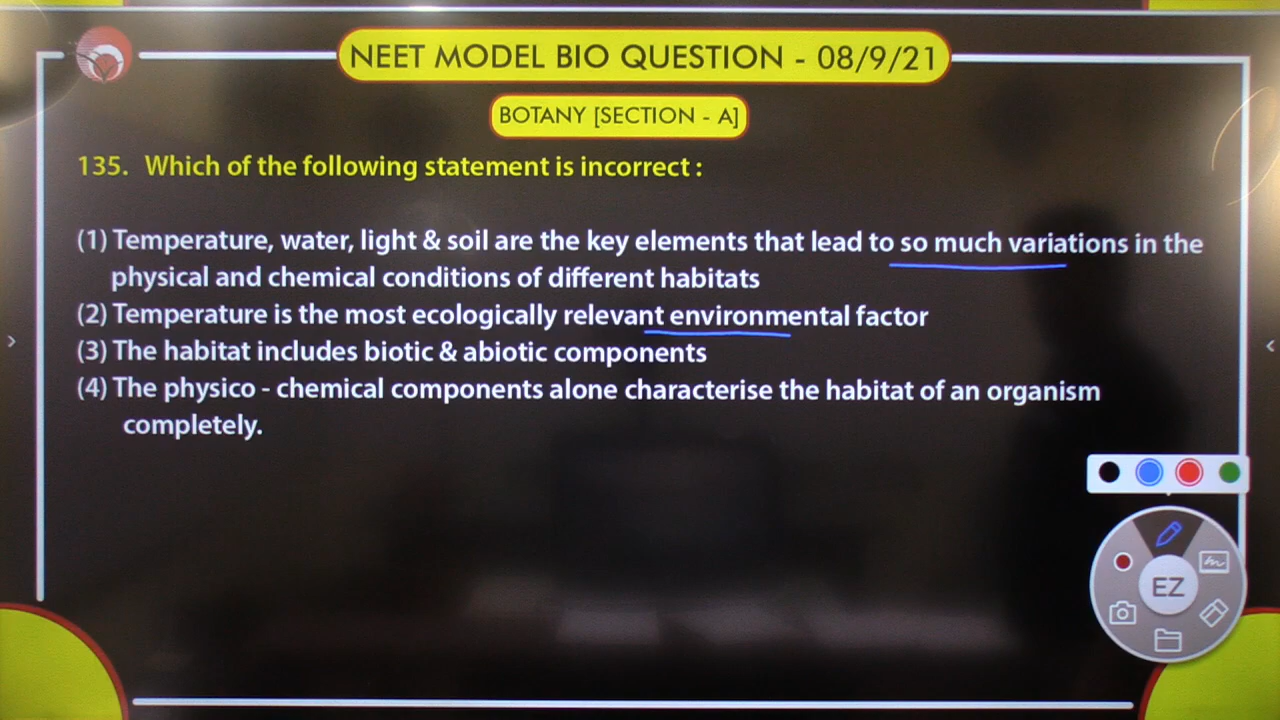 NEET MODEL BIO QUESTION - 08/9/21
BOTANY [SECTION - A]
135. Which of the following statement is incorrect :
(1) Temperature, water, light & soil are the key elements that lead to so much variations in the
physical and chemical conditions of different habitats
(2) Temperature is the most ecologically relevant environmental factor
(3) The habitat includes biotic & abiotic components
(4) The physico - chemical components alone characterise the habitat of an organism
completely.
EZ